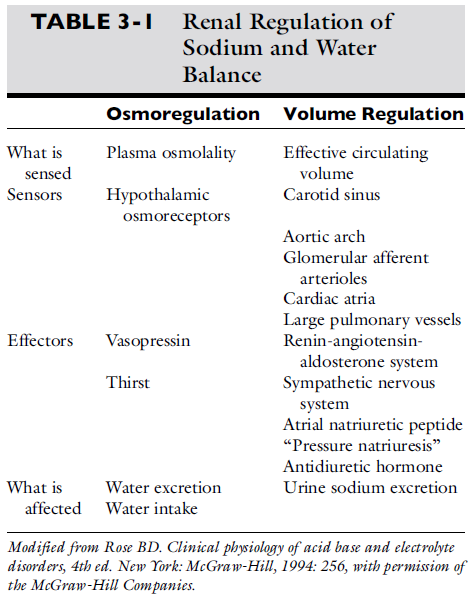 TABLE 3-1 Renal Regulation of
Sodium and Water
Balance
Osmoregulation Volume Regulation
What is Plasma osmolality Effective circulating
sensed volume
Sensors Hypothalamic Carotid sinus
osmoreceptors
Aortic arch
Glomerular afferent
arterioles
Cardiac atria
Large pulmonary vessels
Effectors Vasopressin Renin-angiotensin-
aldosterone system
Thirst Sympathetic nervous
system
Atrial natriuretic peptide
“Pressure natriuresis”
Antidiuretic hormone
What is Water excretion Urine sodium excretion
affected Water intake
Modified from Rose BD. Clinical physiology of acid base and electrolyte
disorders, 4th ed. New York: McGraw-Hill, 1994: 256, with permission of
the McGraw-Hill Companies.